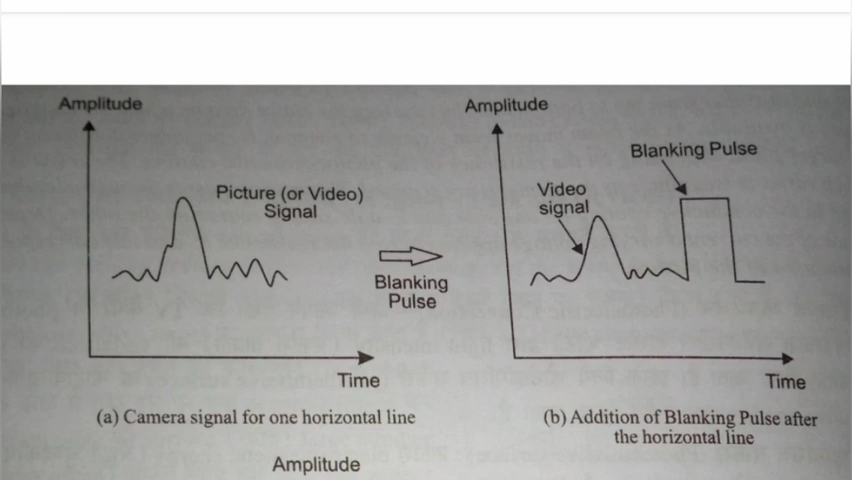 Amplitude
Picture (or Video)
Signal
Time
(a) Camera signal for one horizontal line
Blanking
Pulse
Amplitude
Blanking Pulse
Video
signal
Time
(b) Addition of Blanking Pulse after
the horizontal line
Amplitude